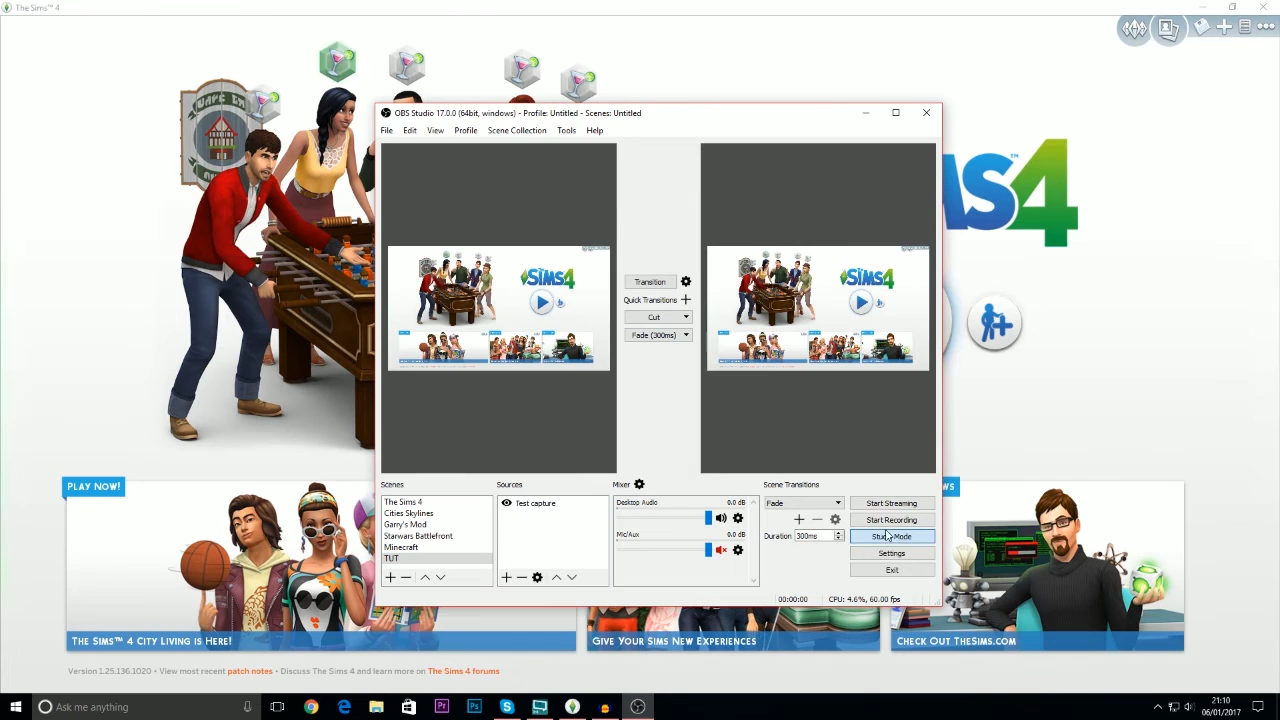 The Sims™ 4
OBS Studio 17.0.0 (64bit, windows) - Profile: Untitled - Scenes: Untitled
File Edit View Profile Scene Collection Tools Help
MS4™
SIMS4
SIMS4
Transition
Quick Transitions
Cut
Fade (300ms)
PLAY NOW!
WS
Scenes
Sources
Mixer
Scene Transitions
The Sims 4
Cities Skylines
Garry's Mod
Starwars Battlefront
Minecraft
TUT
Test capture
Desktop Audio 0.0 dB
Mic/Aux 0.0 dB
Fade
Duration 300ms
Start Streaming
Start Recording
Studio Mode
Settings
Exit
00:00:00 CPU: 4.6%, 60.00 fps
The Sims™ 4 City Living is Here!
Give Your Sims New Experiences
Check Out TheSims.com
Version 1.25.136.1020 • View most recent patch notes • Discuss The Sims 4 and learn more on The Sims 4 forums
Ask me anything
21:10
06/01/2017